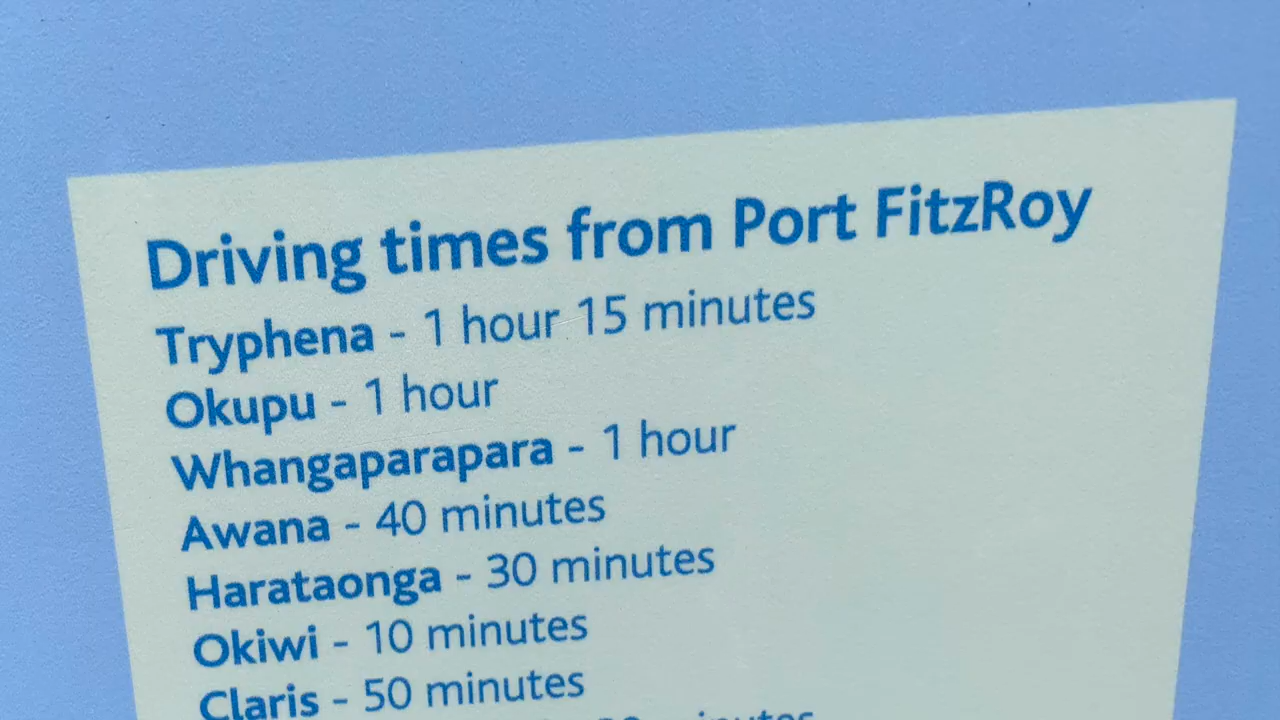 Driving times from Port FitzRoy
Tryphena - 1 hour 15 minutes
Okupu - 1 hour
Whangaparapara - 1 hour
Awana - 40 minutes
Harataonga - 30 minutes
Okiwi - 10 minutes
Claris - 50 minutes
minutes